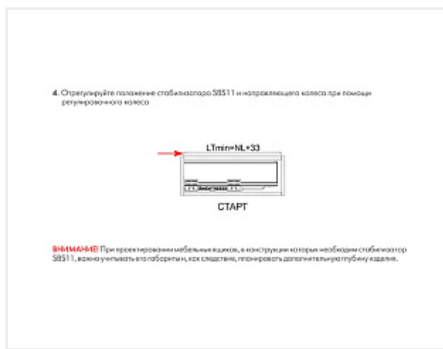 4. Отрегулируйте положение стабилизатора SBS11 и направляющего колеса при помощи
регулировочного колеса
LTmin=NL+33
СТАРТ
ВНИМАНИЕ! При проектировании мебельных ящиков, в конструкции которых необходим стабилизатор
SBS11, важно учитывать его габариты и, как следствие, планировать дополнительную глубину изделия.